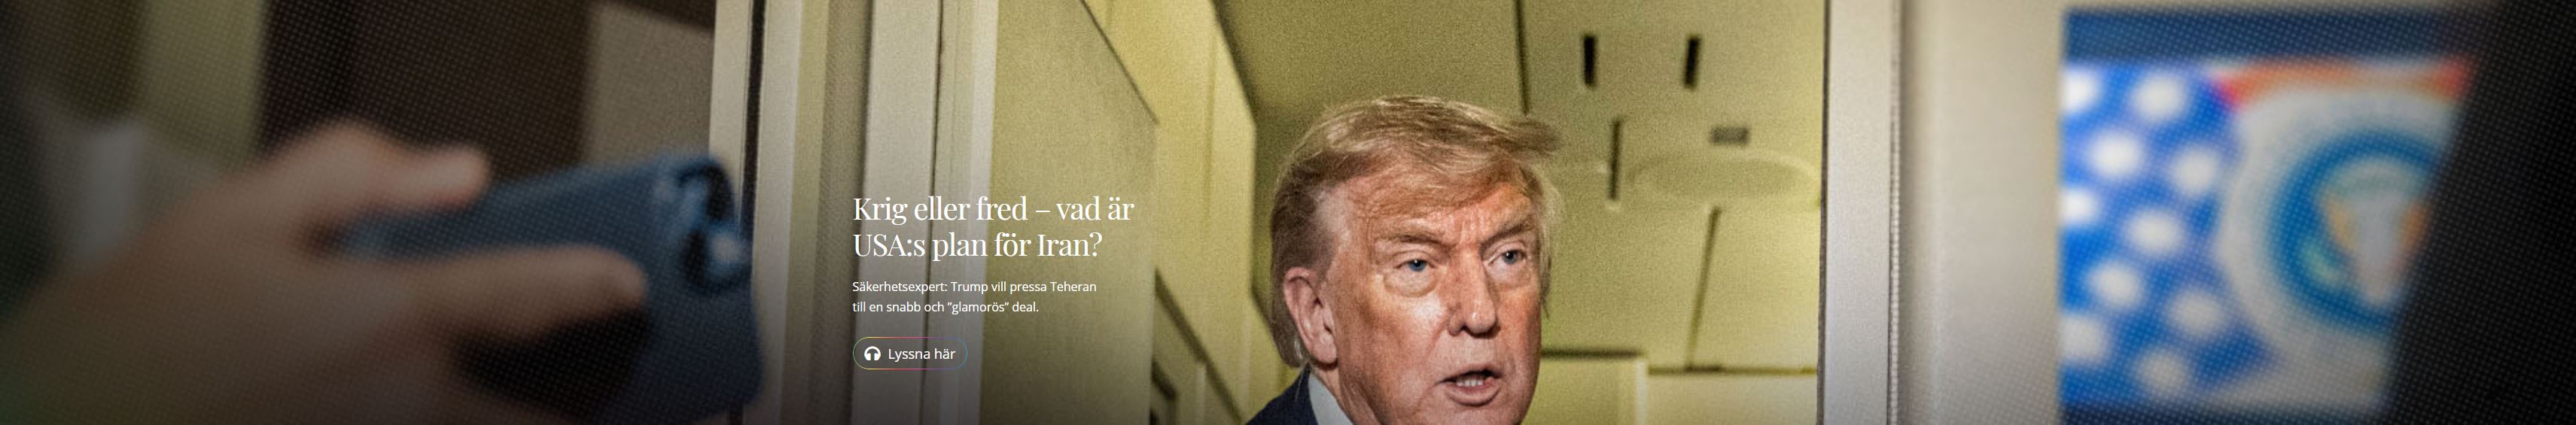 Krig eller fred – vad är
USA:s plan för Iran?
Säkerhetsexpert: Trump vill pressa Teheran
till en snabb och ”glamorös” deal.
Lyssna här